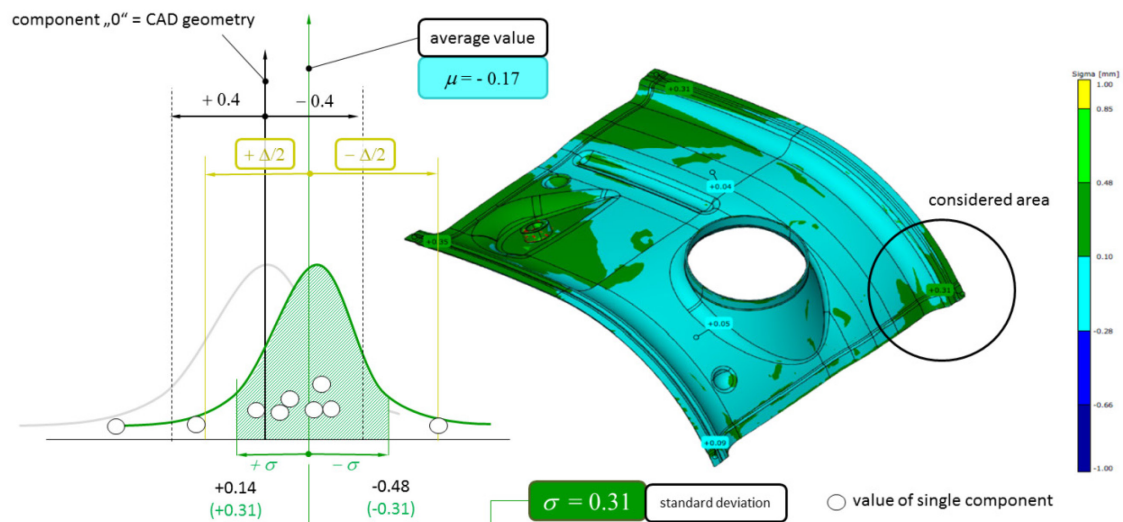 component „0“ = CAD geometry
average value
μ = - 0.17
+ 0.4
− 0.4
+ Δ/2
− Δ/2
+ σ
− σ
+0.14
(+0.31)
-0.48
(-0.31)
σ = 0.31
standard deviation
value of single component
considered area
+0.31
+0.04
+0.05
+0.31
+0.09
Sigma [mm]
1.00
0.85
0.48
0.10
-0.28
-0.66
-1.00